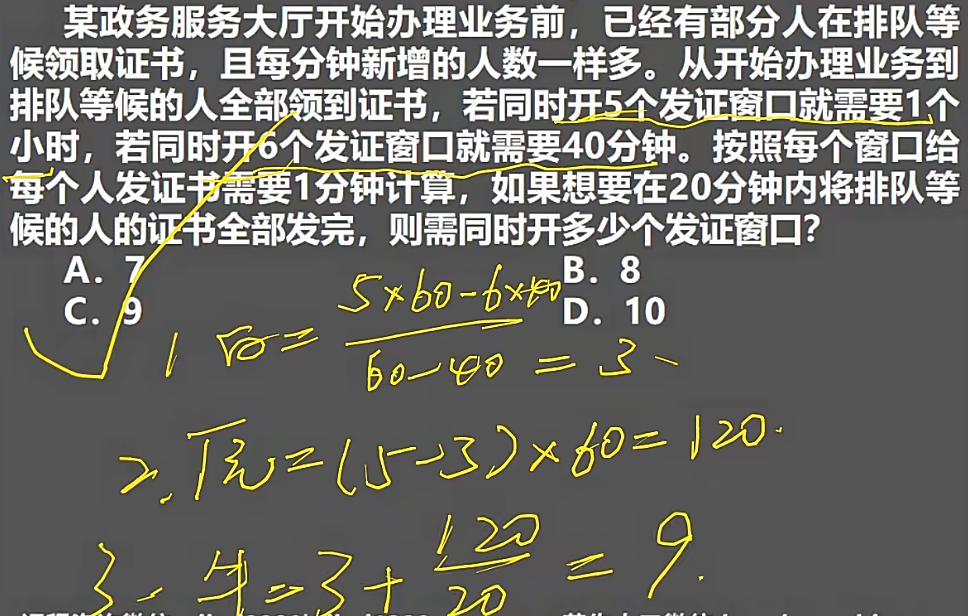 某政务服务大厅开始办理业务前，已经有部分人在排队等
候领取证书，且每分钟新增的人数一样多。从开始办理业务到
排队等候的人全部领到证书，若同时开5个发证窗口就需要1个
小时，若同时开6个发证窗口就需要40分钟。按照每个窗口给
每个人发证书需要1分钟计算，如果想要在20分钟内将排队等
候的人的证书全部发完，则需同时开多少个发证窗口？
A. 7 B. 8
C. 9 D. 10
5×60-6×40
1 = 
60-40 = 3
2. 原 = (5-3)×60=120.
120
3. 牛=3+ = 9.
20